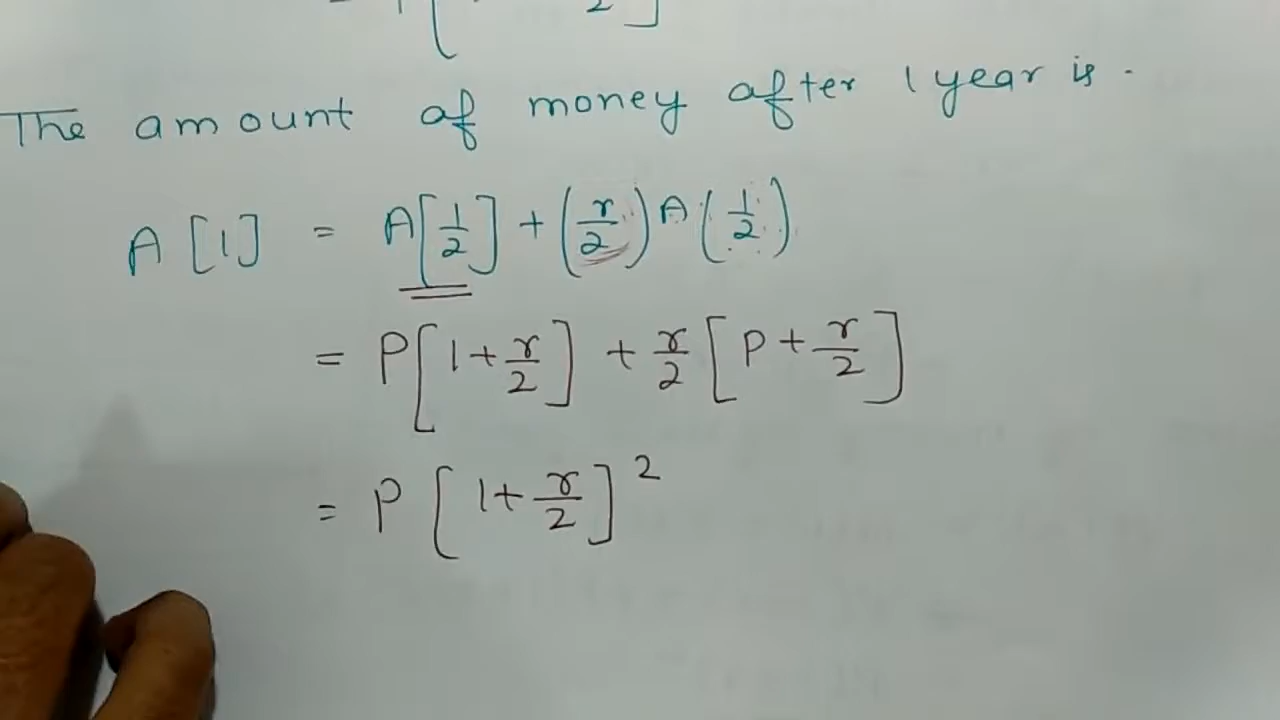 The amount of money after 1 year is .
A [1] = A[1/2] + (r/2) A (1/2)
= P[1+r/2] + r/2 [P+r/2]
= P [1+r/2]^2